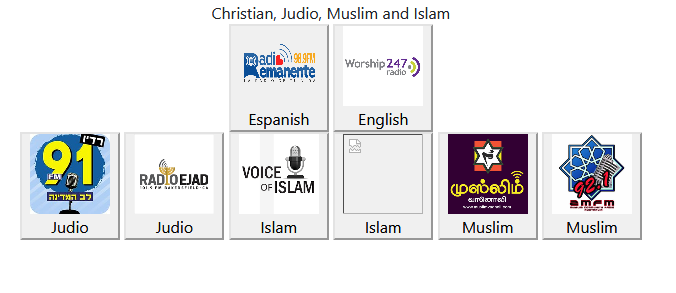 Christian, Judio, Muslim and Islam
Radio 98.9FM
Remanente
Worship 247
radio
Espanish
English
רדיו
91
FM
לב המדינה
RADIO EJAD
VOICE
OF ISLAM
முஸ்லிம்
வானொலி
92.1
Judio
Judio
Islam
Islam
Muslim
Muslim